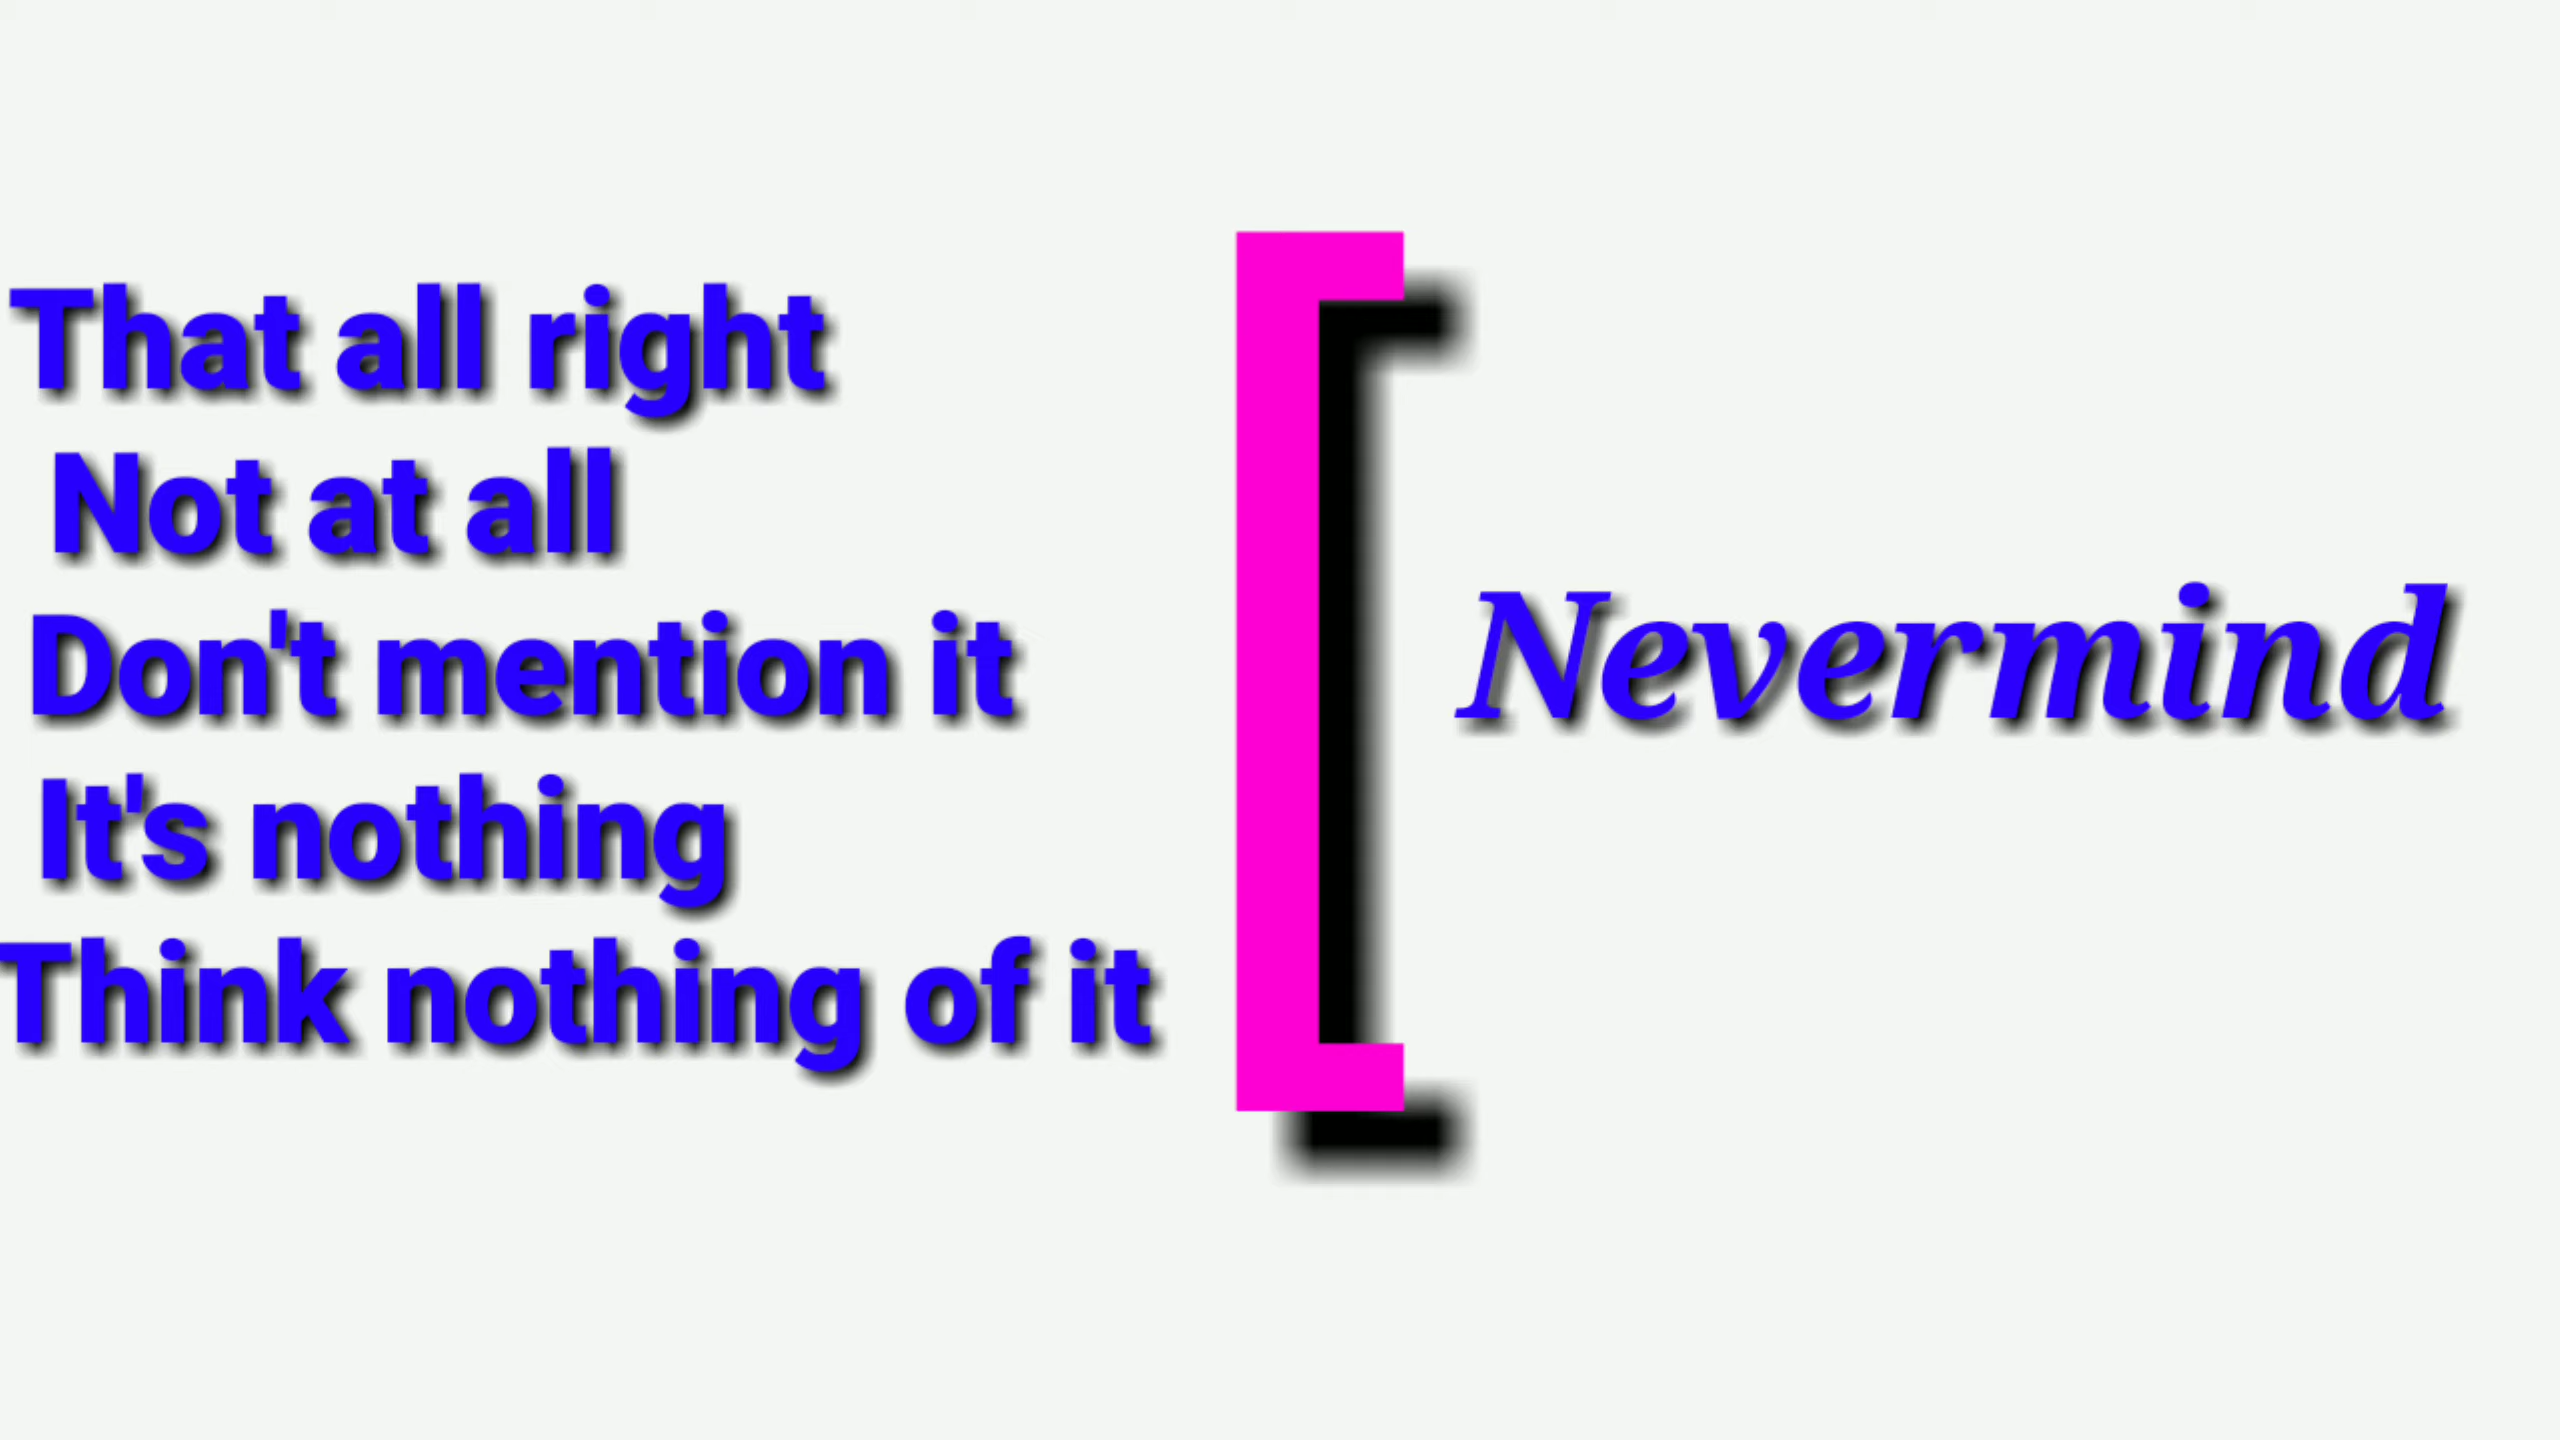 That all right
Not at all
Don't mention it
It's nothing
Think nothing of it
[
Nevermind